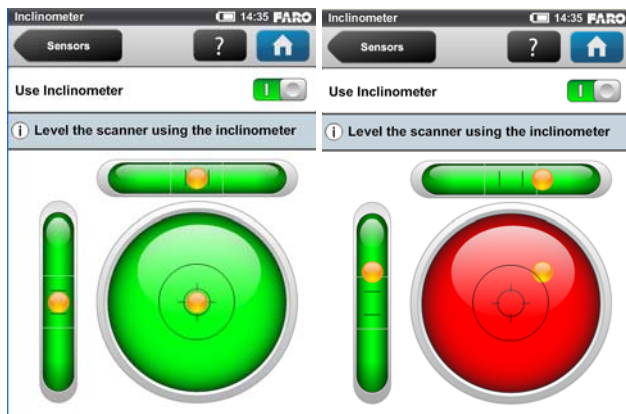 Inclinometer 14:35 FARO
Sensors ?
Use Inclinometer I
i Level the scanner using the inclinometer
Inclinometer 14:35 FARO
Sensors ?
Use Inclinometer I
i Level the scanner using the inclinometer